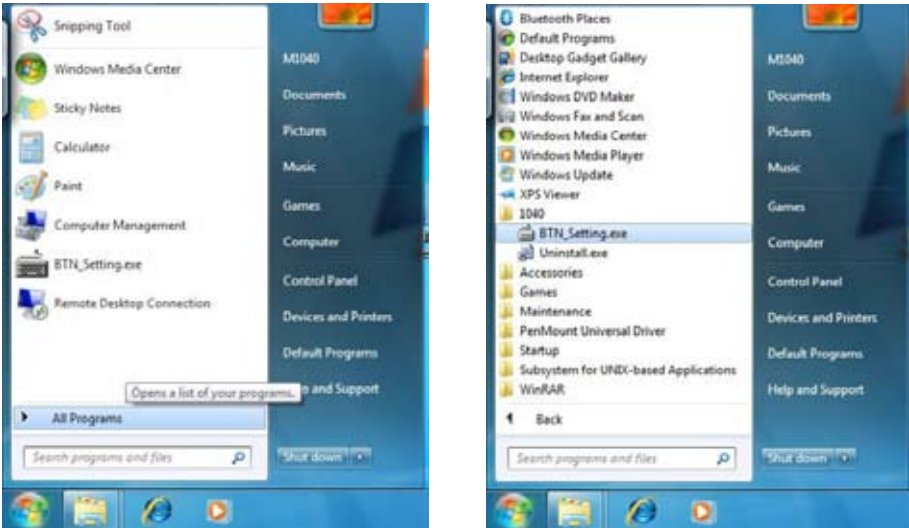 Snipping Tool
Windows Media Center
Sticky Notes
Calculator
Paint
Computer Management
BTN_Setting.exe
Remote Desktop Connection
Opens a list of your programs.
All Programs
Search programs and files
M1040
Documents
Pictures
Music
Games
Computer
Control Panel
Devices and Printers
Default Programs
and Support
Shut down
Bluetooth Places
Default Programs
Desktop Gadget Gallery
Internet Explorer
Windows DVD Maker
Windows Fax and Scan
Windows Media Center
Windows Media Player
Windows Update
XPS Viewer
1040
BTN_Setting.exe
Uninstall.exe
Accessories
Games
Maintenance
PenMount Universal Driver
Startup
Subsystem for UNIX-based Applications
WinRAR
Back
Search programs and files
M1040
Documents
Pictures
Music
Games
Computer
Control Panel
Devices and Printers
Default Programs
Help and Support
Shut down